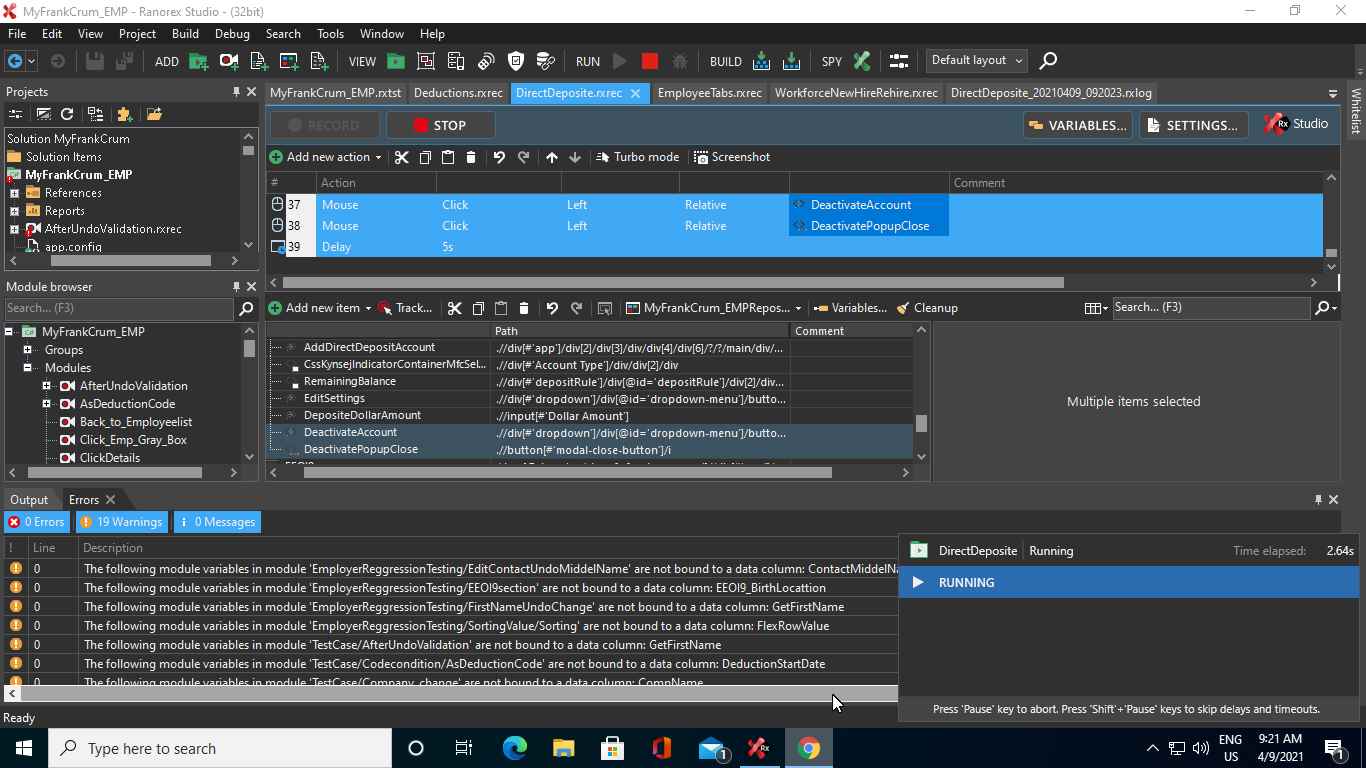 MyFrankCrum_EMP - Ranorex Studio - (32bit)
File Edit View Project Build Debug Search Tools Window Help
ADD VIEW RUN BUILD SPY Default layout
Projects
MyFrankCrum_EMP.rxtst Deductions.rxrec DirectDeposite.rxrec EmployeeTabs.rxrec WorkforceNewHireRehire.rxrec DirectDeposite_20210409_092023.rxlog
Whitelist
RECORD STOP VARIABLES... SETTINGS... Rx Studio
Solution MyFrankCrum
Solution Items
MyFrankCrum_EMP
References
Reports
AfterUndoValidation.rxrec
app.config
Add new action Turbo mode Screenshot
# Action Comment
37 Mouse Click Left Relative DeactivateAccount
38 Mouse Click Left Relative DeactivatePopupClose
39 Delay 5s
Module browser
Search... (F3)
MyFrankCrum_EMP
Groups
Modules
AfterUndoValidation
AsDeductionCode
Back_to_Employeelist
Click_Emp_Gray_Box
ClickDetails
Add new item Track... MyFrankCrum_EMPRepos... Variables... Cleanup Search... (F3)
Path Comment
AddDirectDepositAccount .//div[#'app']/div[2]/div[3]/div/div[4]/div[6]/?/?/main/div/...
CssKynsejIndicatorContainerMfcSel... .//div[#'Account Type']/div/div[2]/div
RemainingBalance .//div[#'depositRule']/div[@id='depositRule']/div[2]/div...
EditSettings .//div[#'dropdown']/div[@id='dropdown-menu']/butto...
DepositeDollarAmount .//input[#'Dollar Amount']
DeactivateAccount .//div[#'dropdown']/div[@id='dropdown-menu']/butto...
DeactivatePopupClose .//button[#'modal-close-button']/i
Multiple items selected
Output Errors
0 Errors 19 Warnings 0 Messages
! Line Description
0 The following module variables in module 'EmployerReggressionTesting/EditContactUndoMiddelName' are not bound to a data column: ContactMiddelNa
0 The following module variables in module 'EmployerReggressionTesting/EEOI9section' are not bound to a data column: EEOI9_BirthLocattion
0 The following module variables in module 'EmployerReggressionTesting/FirstNameUndoChange' are not bound to a data column: GetFirstName
0 The following module variables in module 'EmployerReggressionTesting/SortingValue/Sorting' are not bound to a data column: FlexRowValue
0 The following module variables in module 'TestCase/AfterUndoValidation' are not bound to a data column: GetFirstName
0 The following module variables in module 'TestCase/Codecondition/AsDeductionCode' are not bound to a data column: DeductionStartDate
0 The following module variables in module 'TestCase/Company_change' are not bound to a data column: CompName
DirectDeposite Running Time elapsed: 2.64s
RUNNING
Press 'Pause' key to abort. Press 'Shift'+'Pause' keys to skip delays and timeouts.
Ready
Type here to search
1
Rx
ENG
US
9:21 AM
4/9/2021
1